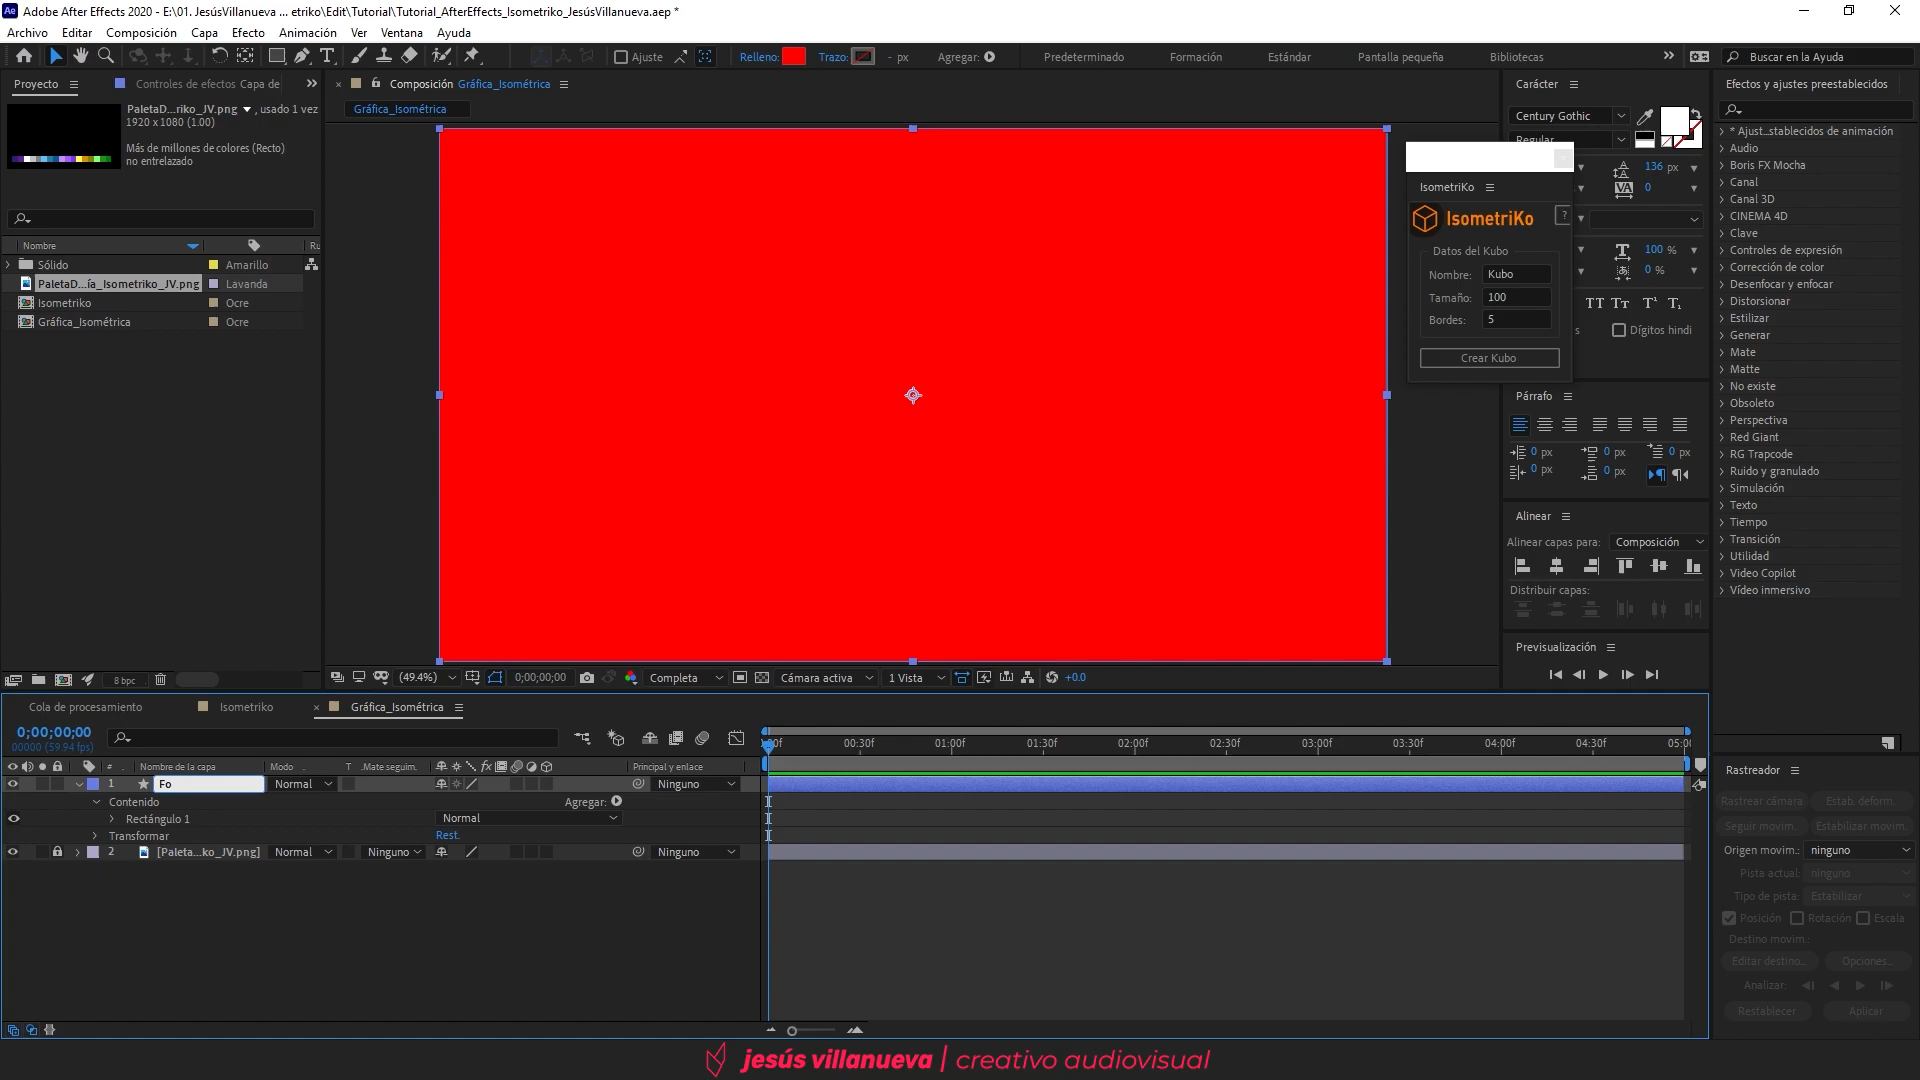 Adobe After Effects 2020 - E:\01. JesúsVillanueva ... etriko\Edit\Tutorial\Tutorial_AfterEffects_Isometriko_JesúsVillanueva.aep *
Archivo Editar Composición Capa Efecto Animación Ver Ventana Ayuda
Ajuste Relleno: Trazo: - px Agregar: Predeterminado Formación Estándar Pantalla pequeña Bibliotecas Buscar en la Ayuda
Proyecto Controles de efectos Capa de
PaletaD...riko_JV.png , usado 1 vez
1920 x 1080 (1.00)
Más de millones de colores (Recto)
no entrelazado
Nombre Ru
Sólido Amarillo
PaletaD...ía_Isometriko_JV.png Lavanda
Isometriko Ocre
Gráfica_Isométrica Ocre
8 bpc
Composición Gráfica_Isométrica
Gráfica_Isométrica
(49.4%) 0;00;00;00 Completa Cámara activa 1 Vista +0.0
IsometriKo
IsometriKo ?
Datos del Kubo
Nombre: Kubo
Tamaño: 100
Bordes: 5
Crear Kubo
Carácter
Century Gothic
Regular
136 px
0
100 %
0 %
TT Tr T¹ T₁
s Dígitos hindi
Párrafo
0 px 0 px 0 px
0 px 0 px
Alinear
Alinear capas para: Composición
Distribuir capas:
Previsualización
Efectos y ajustes preestablecidos
* Ajust...stablecidos de animación
Audio
Boris FX Mocha
Canal
Canal 3D
CINEMA 4D
Clave
Controles de expresión
Corrección de color
Desenfocar y enfocar
Distorsionar
Estilizar
Generar
Mate
Matte
No existe
Obsoleto
Perspectiva
Red Giant
RG Trapcode
Ruido y granulado
Simulación
Texto
Tiempo
Transición
Utilidad
Video Copilot
Vídeo inmersivo
Cola de procesamiento Isometriko Gráfica_Isométrica
0;00;00;00
00000 (59.94 fps)
00:30f 01:00f 01:30f 02:00f 02:30f 03:00f 03:30f 04:00f 04:30f 05:00
# Nombre de la capa Modo T .Mate seguim. Principal y enlace
1 Fo Normal Ninguno
Contenido Agregar:
Rectángulo 1 Normal
Transformar Rest.
2 [Paleta...ko_JV.png] Normal Ninguno Ninguno
Rastreador
Rastrear cámara Estab. deform.
Seguir movim. Estabilizar movim.
Origen movim.: ninguno
Pista actual: ninguno
Tipo de pista: Estabilizar
Posición Rotación Escala
Destino movim.:
Editar destino... Opciones...
Analizar:
Restablecer Aplicar
jesús villanueva | creativo audiovisual